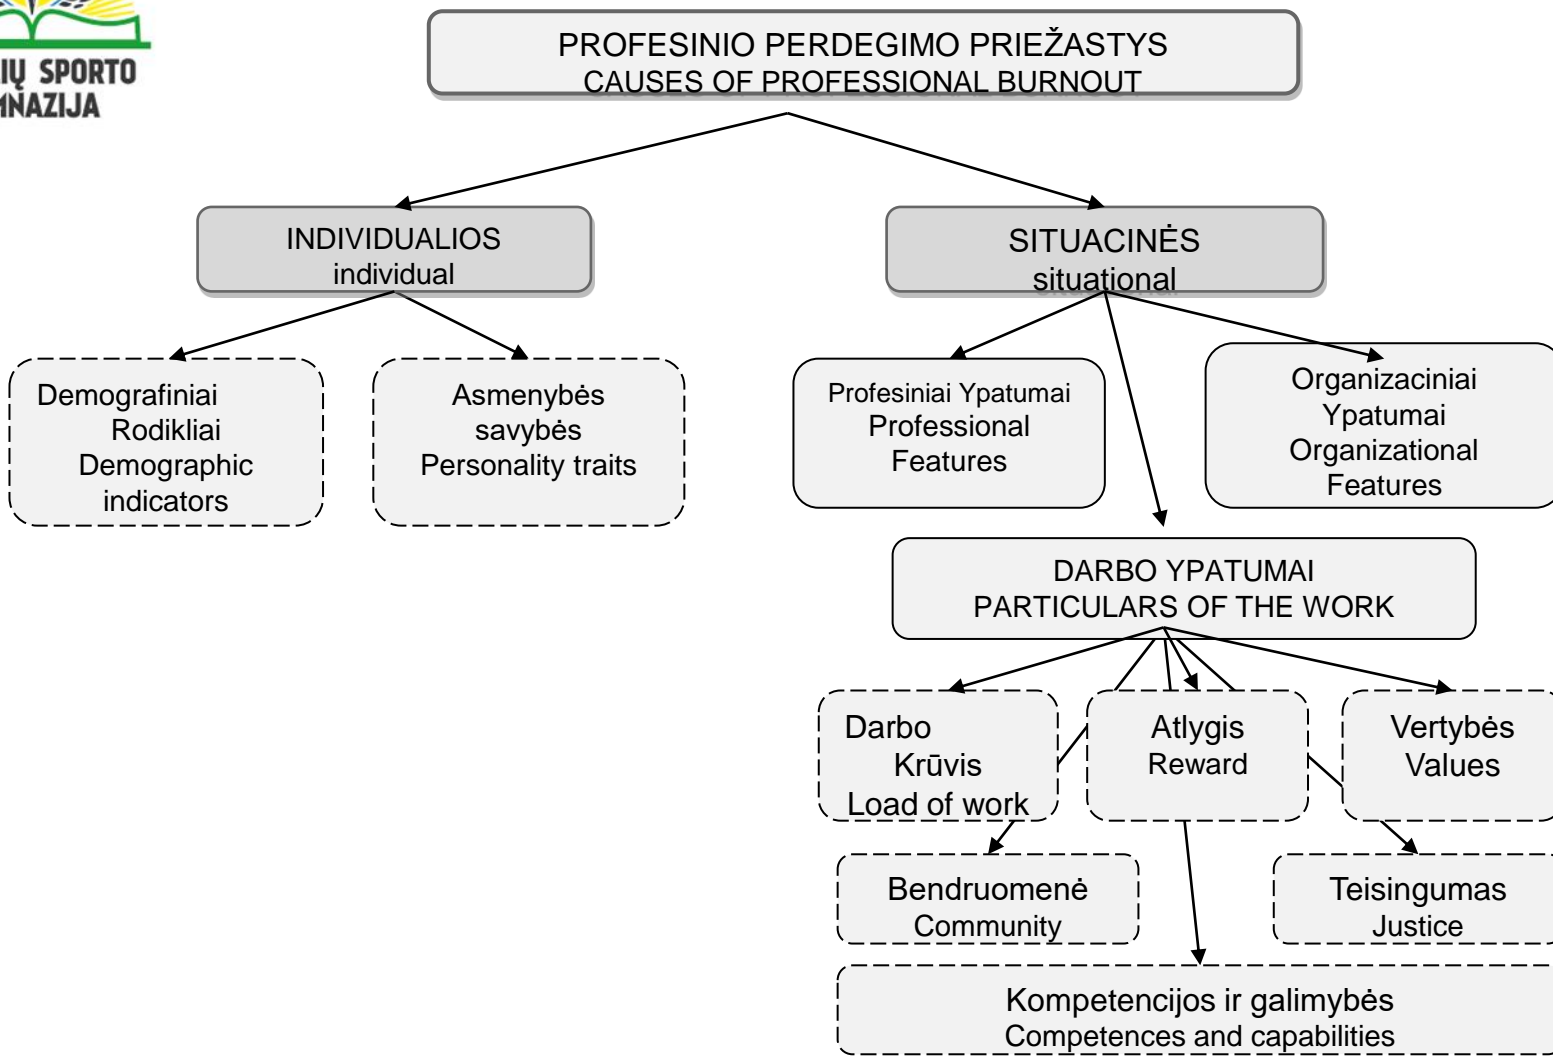 SPORTO
PROFESINIO PERDEGIMO PRIEŽASTYS
CAUSES OF PROFESSIONAL BURNOUT
INDIVIDUALIOS
individual
SITUACINĖS
situational
Demografiniai
Rodikliai
Demographic
indicators
Asmenybės
savybės
Personality traits
Profesiniai Ypatumai
Professional
Features
Organizaciniai
Ypatumai
Organizational
Features
DARBO YPATUMAI
PARTICULARS OF THE WORK
Darbo
Krūvis
Load of work
Atlygis
Reward
Vertybės
Values
Bendruomenė
Community
Teisingumas
Justice
Kompetencijos ir galimybės
Competences and capabilities